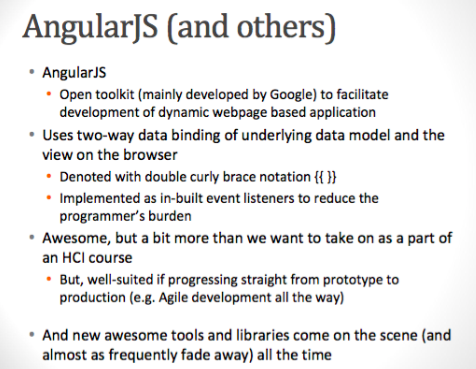 AngularJS (and others)
• AngularJS
• Open toolkit (mainly developed by Google) to facilitate
development of dynamic webpage based application
• Uses two-way data binding of underlying data model and the
view on the browser
• Denoted with double curly brace notation {{ }}
• Implemented as in-built event listeners to reduce the
programmer's burden
• Awesome, but a bit more than we want to take on as a part of
an HCI course
• But, well-suited if progressing straight from prototype to
production (e.g. Agile development all the way)
• And new awesome tools and libraries come on the scene (and
almost as frequently fade away) all the time